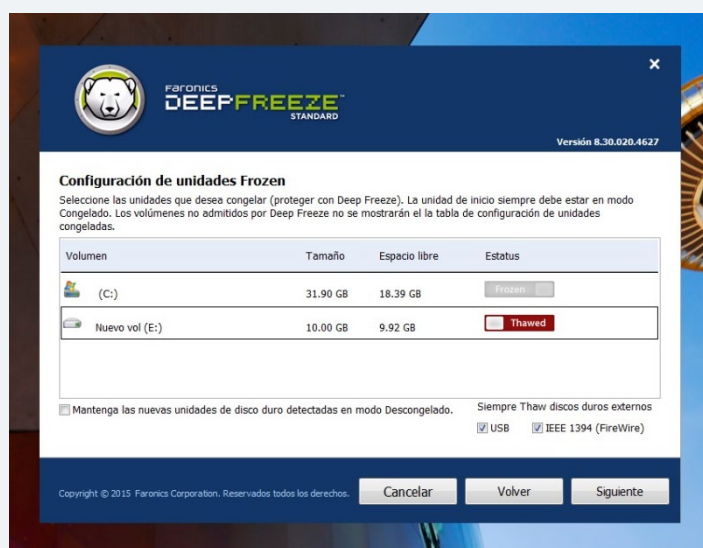 Faronics
DEEPFREEZE™
STANDARD
Versión 8.30.020.4627
Configuración de unidades Frozen
Seleccione las unidades que desea congelar (proteger con Deep Freeze). La unidad de inicio siempre debe estar en modo
Congelado. Los volúmenes no admitidos por Deep Freeze no se mostrarán el la tabla de configuración de unidades
congeladas.
Volumen Tamaño Espacio libre Estatus
(C:) 31.90 GB 18.39 GB Frozen
Nuevo vol (E:) 10.00 GB 9.92 GB Thawed
Mantenga las nuevas unidades de disco duro detectadas en modo Descongelado.
Siempre Thaw discos duros externos
USB IEEE 1394 (FireWire)
Copyright © 2015 Faronics Corporation. Reservados todos los derechos.
Cancelar Volver Siguiente